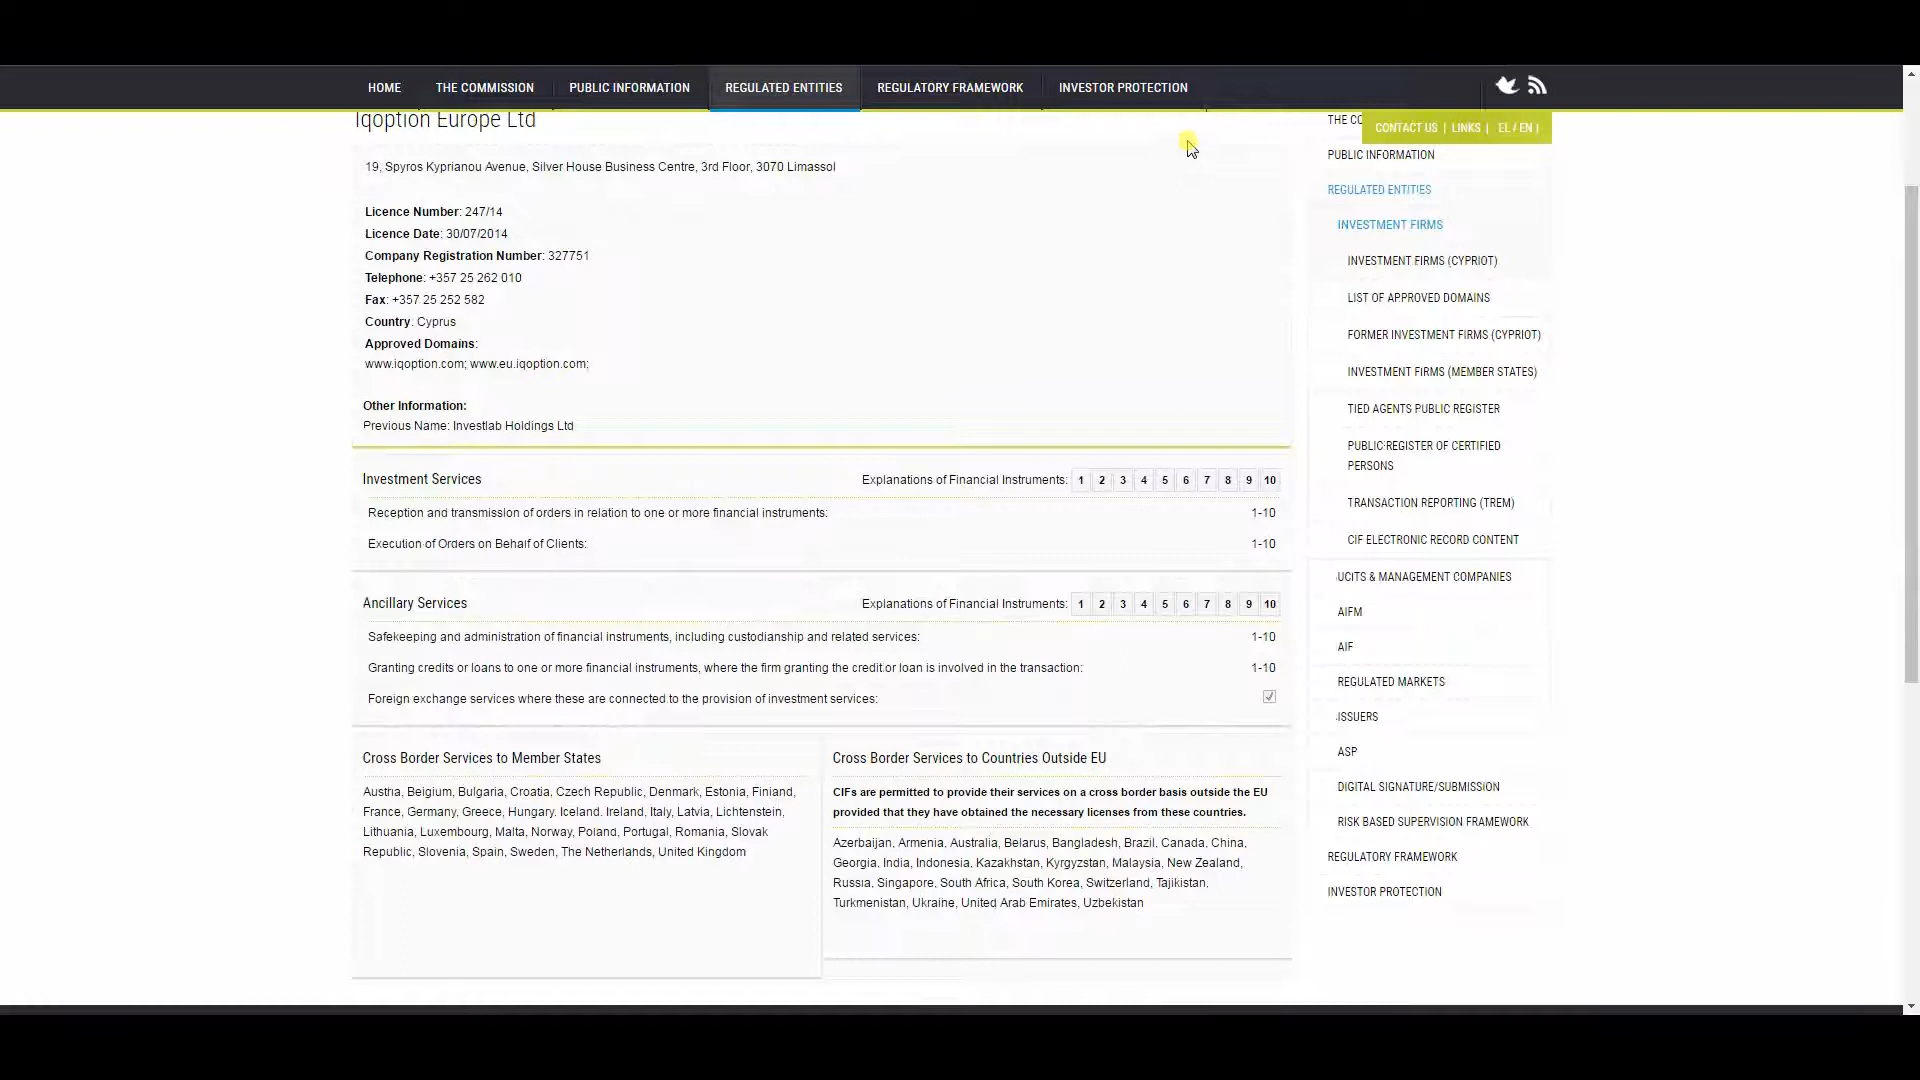 HOME THE COMMISSION PUBLIC INFORMATION REGULATED ENTITIES REGULATORY FRAMEWORK INVESTOR PROTECTION
CONTACT US | LINKS | EL / EN |
Iqoption Europe Ltd
19, Spyros Kyprianou Avenue, Silver House Business Centre, 3rd Floor, 3070 Limassol
Licence Number: 247/14
Licence Date: 30/07/2014
Company Registration Number: 327751
Telephone: +357 25 262 010
Fax: +357 25 252 582
Country: Cyprus
Approved Domains:
www.iqoption.com; www.eu.iqoption.com;
Other Information:
Previous Name: Investlab Holdings Ltd
Investment Services Explanations of Financial Instruments: 1 2 3 4 5 6 7 8 9 10
Reception and transmission of orders in relation to one or more financial instruments: 1-10
Execution of Orders on Behalf of Clients: 1-10
Ancillary Services Explanations of Financial Instruments: 1 2 3 4 5 6 7 8 9 10
Safekeeping and administration of financial instruments, including custodianship and related services: 1-10
Granting credits or loans to one or more financial instruments, where the firm granting the credit or loan is involved in the transaction: 1-10
Foreign exchange services where these are connected to the provision of investment services:
Cross Border Services to Member States
Austria, Belgium, Bulgaria, Croatia, Czech Republic, Denmark, Estonia, Finland,
France, Germany, Greece, Hungary, Iceland, Ireland, Italy, Latvia, Lichtenstein,
Lithuania, Luxembourg, Malta, Norway, Poland, Portugal, Romania, Slovak
Republic, Slovenia, Spain, Sweden, The Netherlands, United Kingdom
Cross Border Services to Countries Outside EU
CIFs are permitted to provide their services on a cross border basis outside the EU
provided that they have obtained the necessary licenses from these countries.
Azerbaijan, Armenia, Australia, Belarus, Bangladesh, Brazil, Canada, China,
Georgia, India, Indonesia, Kazakhstan, Kyrgyzstan, Malaysia, New Zealand,
Russia, Singapore, South Africa, South Korea, Switzerland, Tajikistan,
Turkmenistan, Ukraine, United Arab Emirates, Uzbekistan
THE CO
PUBLIC INFORMATION
REGULATED ENTITIES
INVESTMENT FIRMS
INVESTMENT FIRMS (CYPRIOT)
LIST OF APPROVED DOMAINS
FORMER INVESTMENT FIRMS (CYPRIOT)
INVESTMENT FIRMS (MEMBER STATES)
TIED AGENTS PUBLIC REGISTER
PUBLIC REGISTER OF CERTIFIED
PERSONS
TRANSACTION REPORTING (TREM)
CIF ELECTRONIC RECORD CONTENT
UCITS & MANAGEMENT COMPANIES
AIFM
AIF
REGULATED MARKETS
ISSUERS
ASP
DIGITAL SIGNATURE/SUBMISSION
RISK BASED SUPERVISION FRAMEWORK
REGULATORY FRAMEWORK
INVESTOR PROTECTION